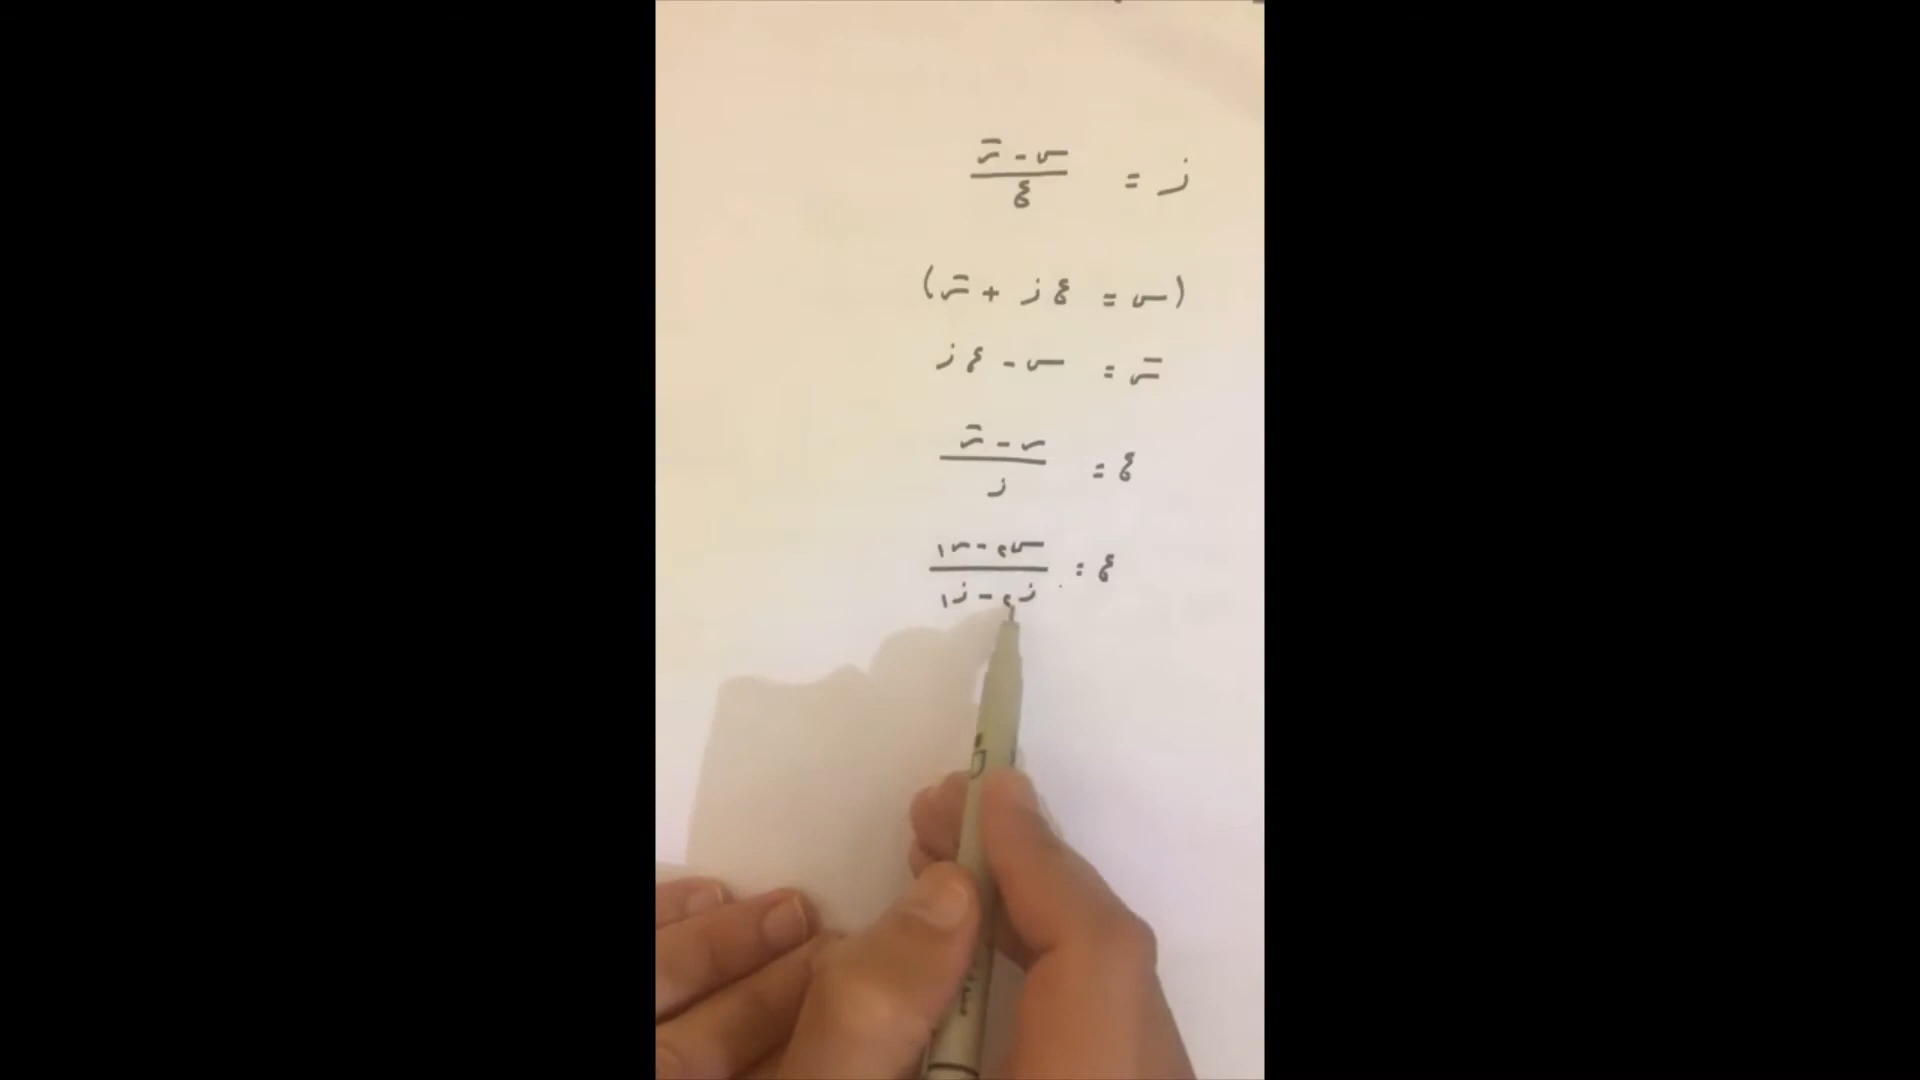 ز = (س - س̄) / ع
(س = ع ز + س̄)
س̄ = س - ع ز
ع = (س - س̄) / ز
ع = (س٢ - س١) / (ز٢ - ز١)